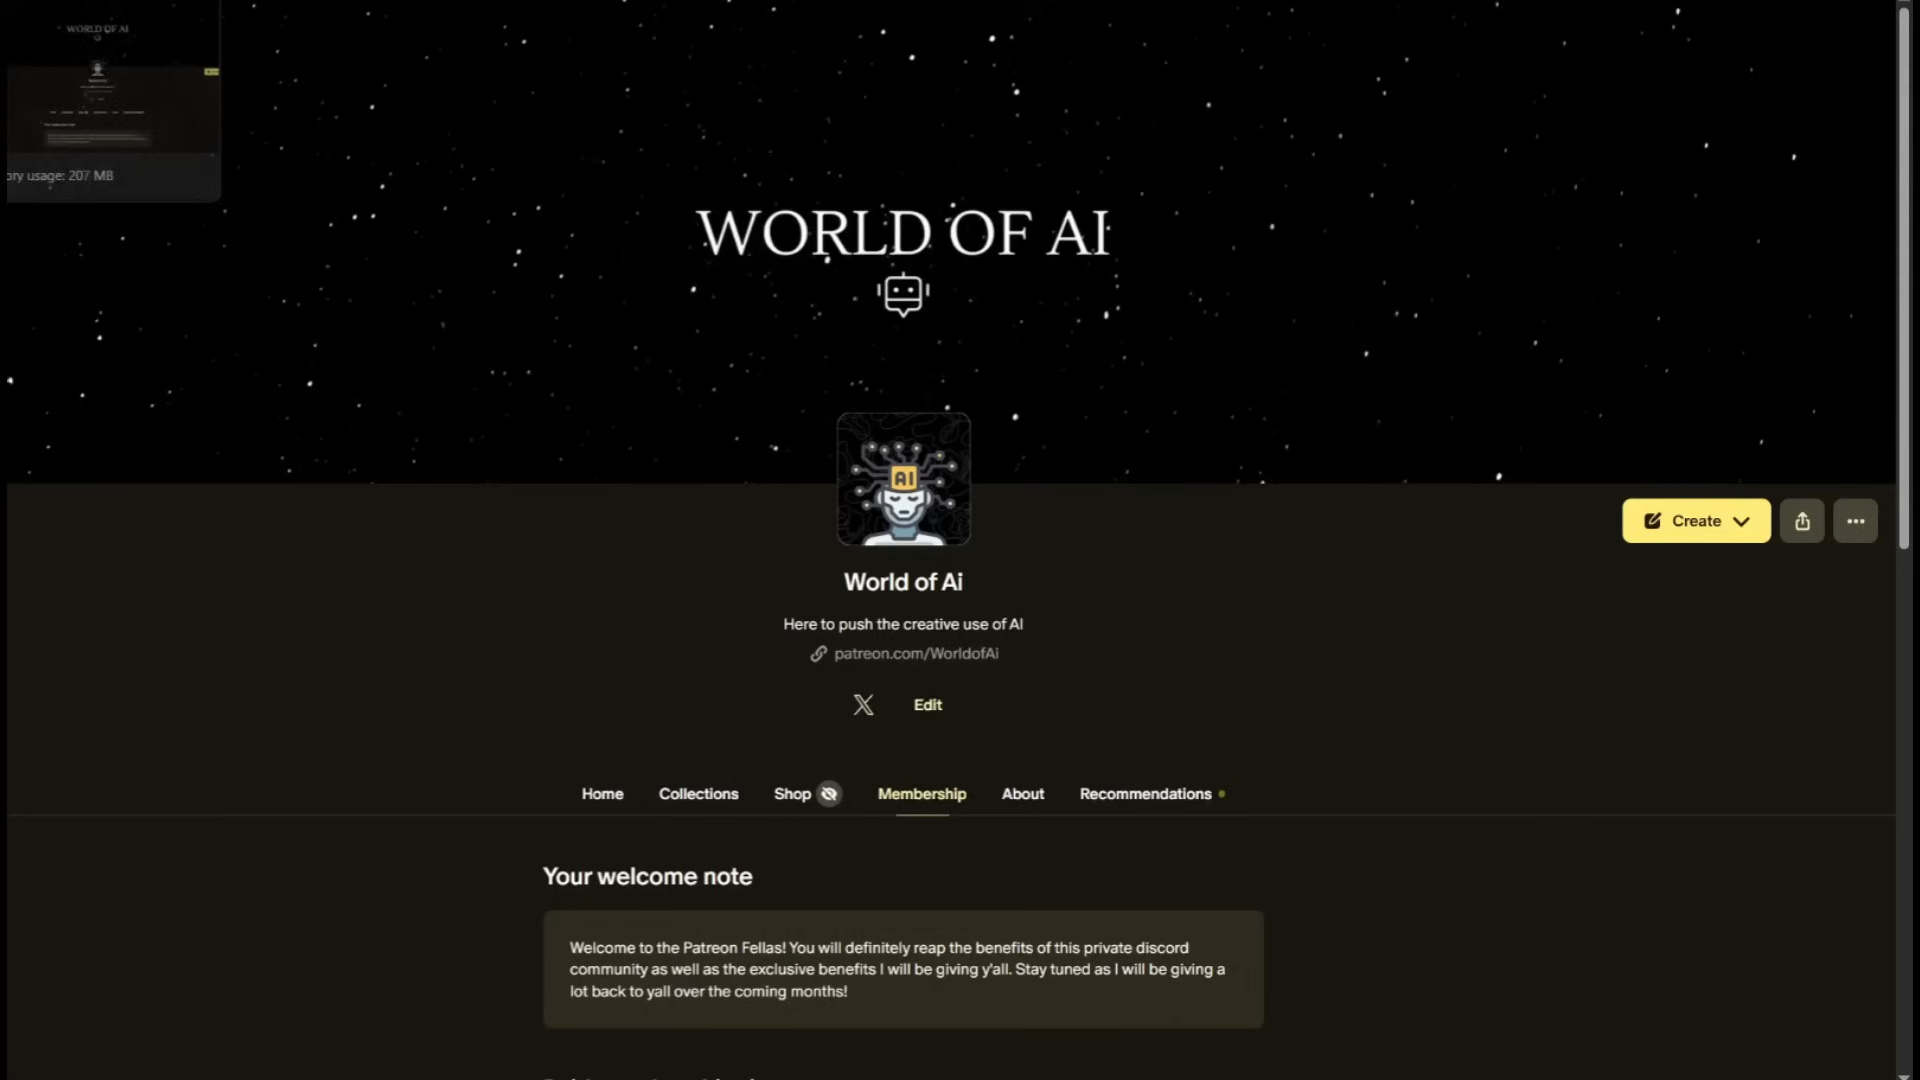 WORLD OF AI
ory usage: 207 MB
WORLD OF AI
AI
Create
World of Ai
Here to push the creative use of AI
patreon.com/WorldofAi
Edit
Home Collections Shop Membership About Recommendations
Your welcome note
Welcome to the Patreon Fellas! You will definitely reap the benefits of this private discord
community as well as the exclusive benefits I will be giving y'all. Stay tuned as I will be giving a
lot back to yall over the coming months!